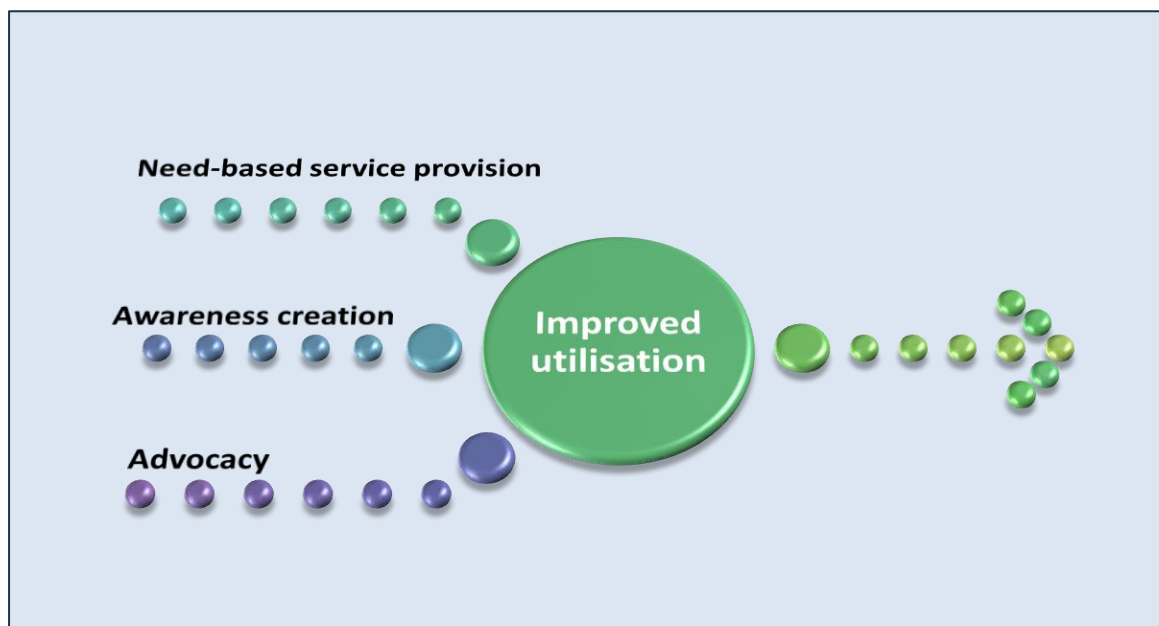 Need-based service provision
Awareness creation
Improved
utilisation
Advocacy